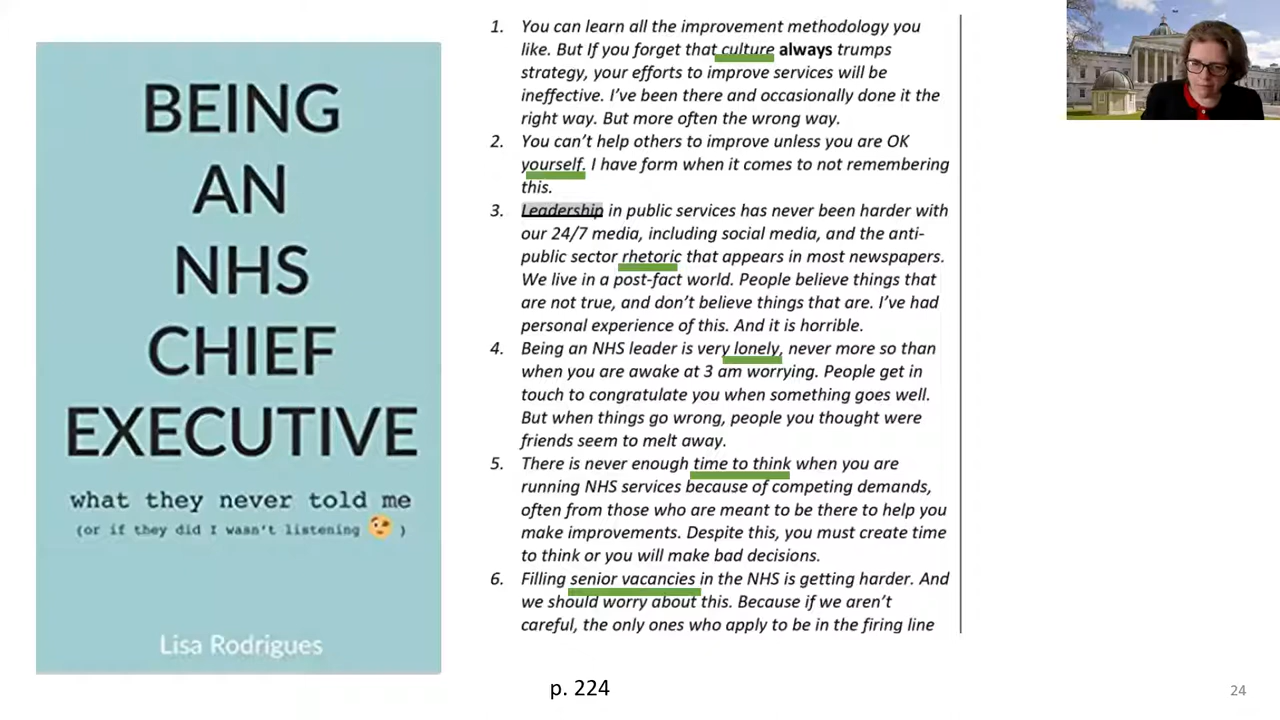 BEING
AN
NHS
CHIEF
EXECUTIVE
what they never told me
(or if they did I wasn't listening 😉 )
Lisa Rodrigues
1. You can learn all the improvement methodology you
like. But If you forget that culture always trumps
strategy, your efforts to improve services will be
ineffective. I've been there and occasionally done it the
right way. But more often the wrong way.
2. You can't help others to improve unless you are OK
yourself. I have form when it comes to not remembering
this.
3. Leadership in public services has never been harder with
our 24/7 media, including social media, and the anti-
public sector rhetoric that appears in most newspapers.
We live in a post-fact world. People believe things that
are not true, and don't believe things that are. I've had
personal experience of this. And it is horrible.
4. Being an NHS leader is very lonely, never more so than
when you are awake at 3 am worrying. People get in
touch to congratulate you when something goes well.
But when things go wrong, people you thought were
friends seem to melt away.
5. There is never enough time to think when you are
running NHS services because of competing demands,
often from those who are meant to be there to help you
make improvements. Despite this, you must create time
to think or you will make bad decisions.
6. Filling senior vacancies in the NHS is getting harder. And
we should worry about this. Because if we aren't
careful, the only ones who apply to be in the firing line
p. 224
24